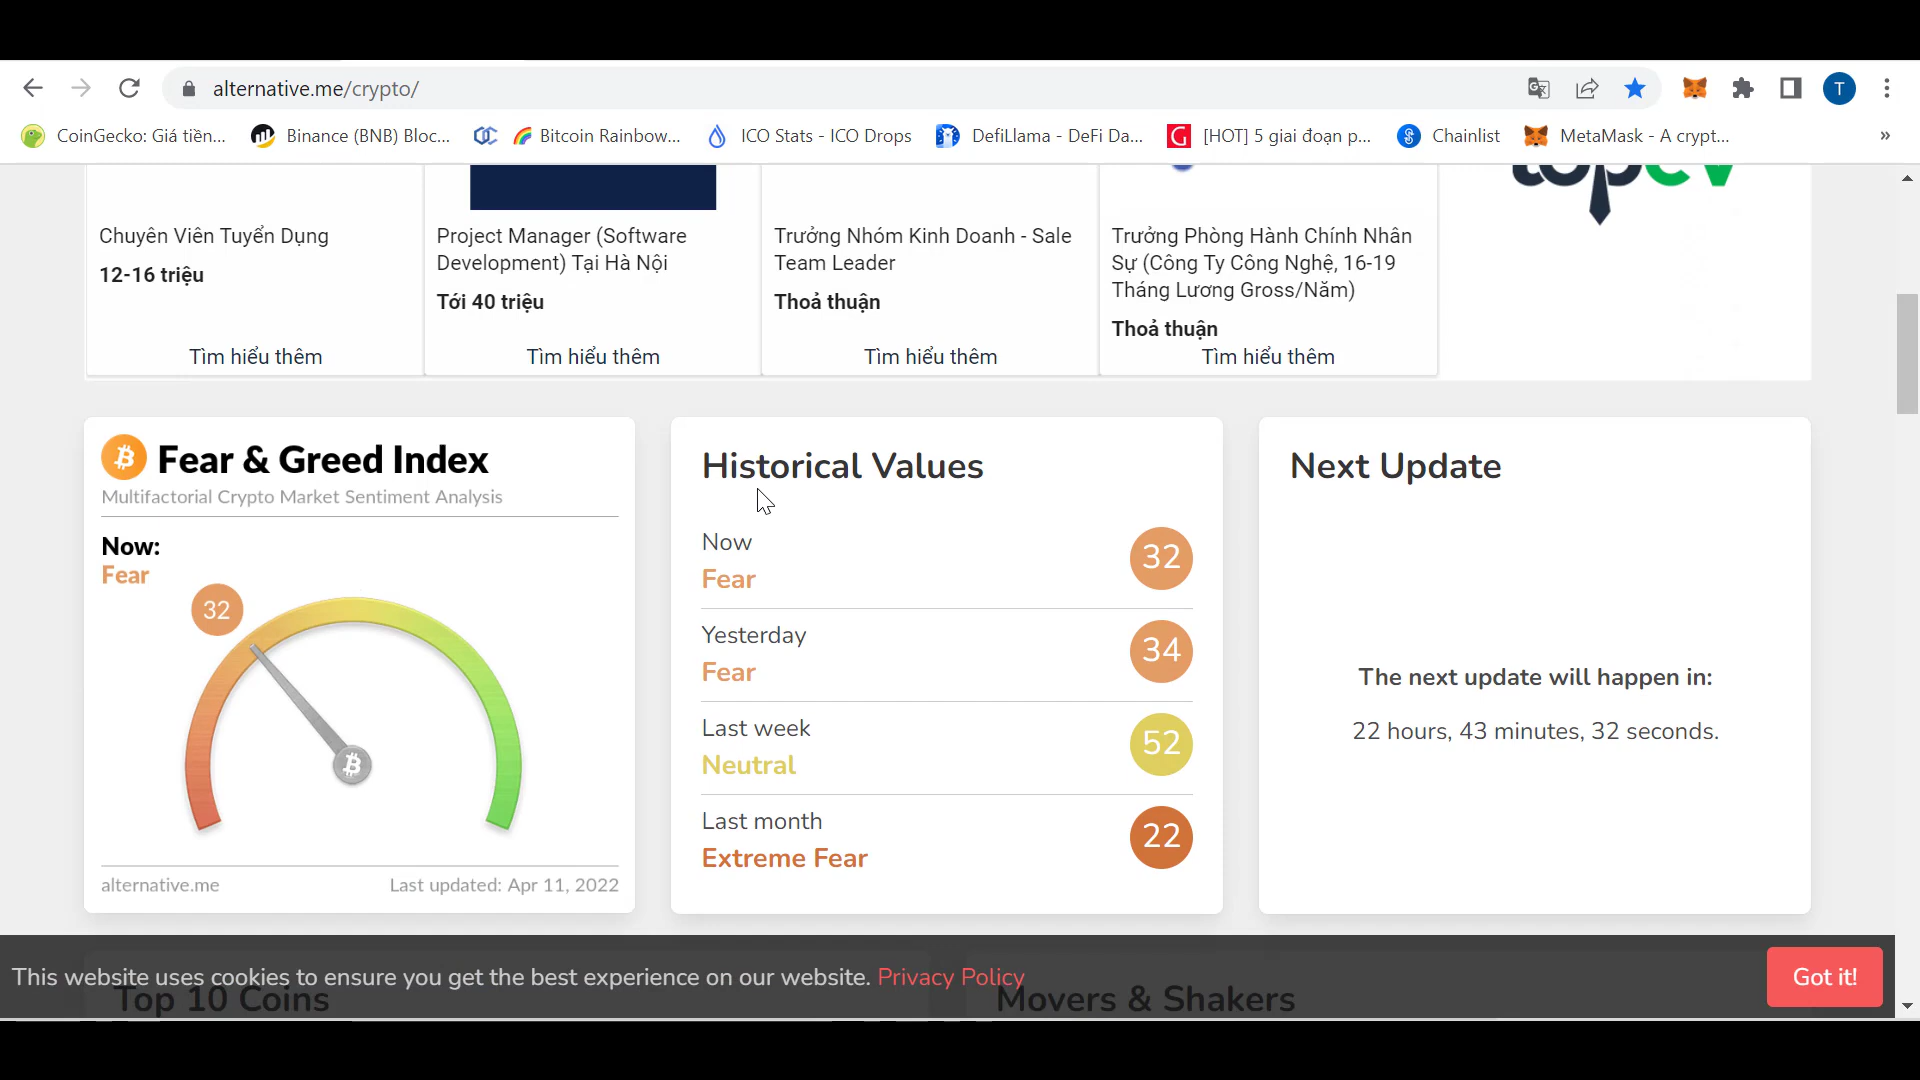 alternative.me/crypto/
T
CoinGecko: Giá tiền...
Binance (BNB) Bloc...
Bitcoin Rainbow...
ICO Stats - ICO Drops
DefiLlama - DeFi Da...
[HOT] 5 giai đoạn p...
Chainlist
MetaMask - A crypt...
»
Chuyên Viên Tuyển Dụng
12-16 triệu
Tìm hiểu thêm
Project Manager (Software
Development) Tại Hà Nội
Tới 40 triệu
Tìm hiểu thêm
Trưởng Nhóm Kinh Doanh - Sale
Team Leader
Thoả thuận
Tìm hiểu thêm
Trưởng Phòng Hành Chính Nhân
Sự (Công Ty Công Nghệ, 16-19
Tháng Lương Gross/Năm)
Thoả thuận
Tìm hiểu thêm
topcv
Fear & Greed Index
Multifactorial Crypto Market Sentiment Analysis
Now:
Fear
32
alternative.me
Last updated: Apr 11, 2022
Historical Values
Now
Fear
32
Yesterday
Fear
34
Last week
Neutral
52
Last month
Extreme Fear
22
Next Update
The next update will happen in:
22 hours, 43 minutes, 32 seconds.
This website uses cookies to ensure you get the best experience on our website. Privacy Policy
Got it!
Top 10 Coins
Movers & Shakers